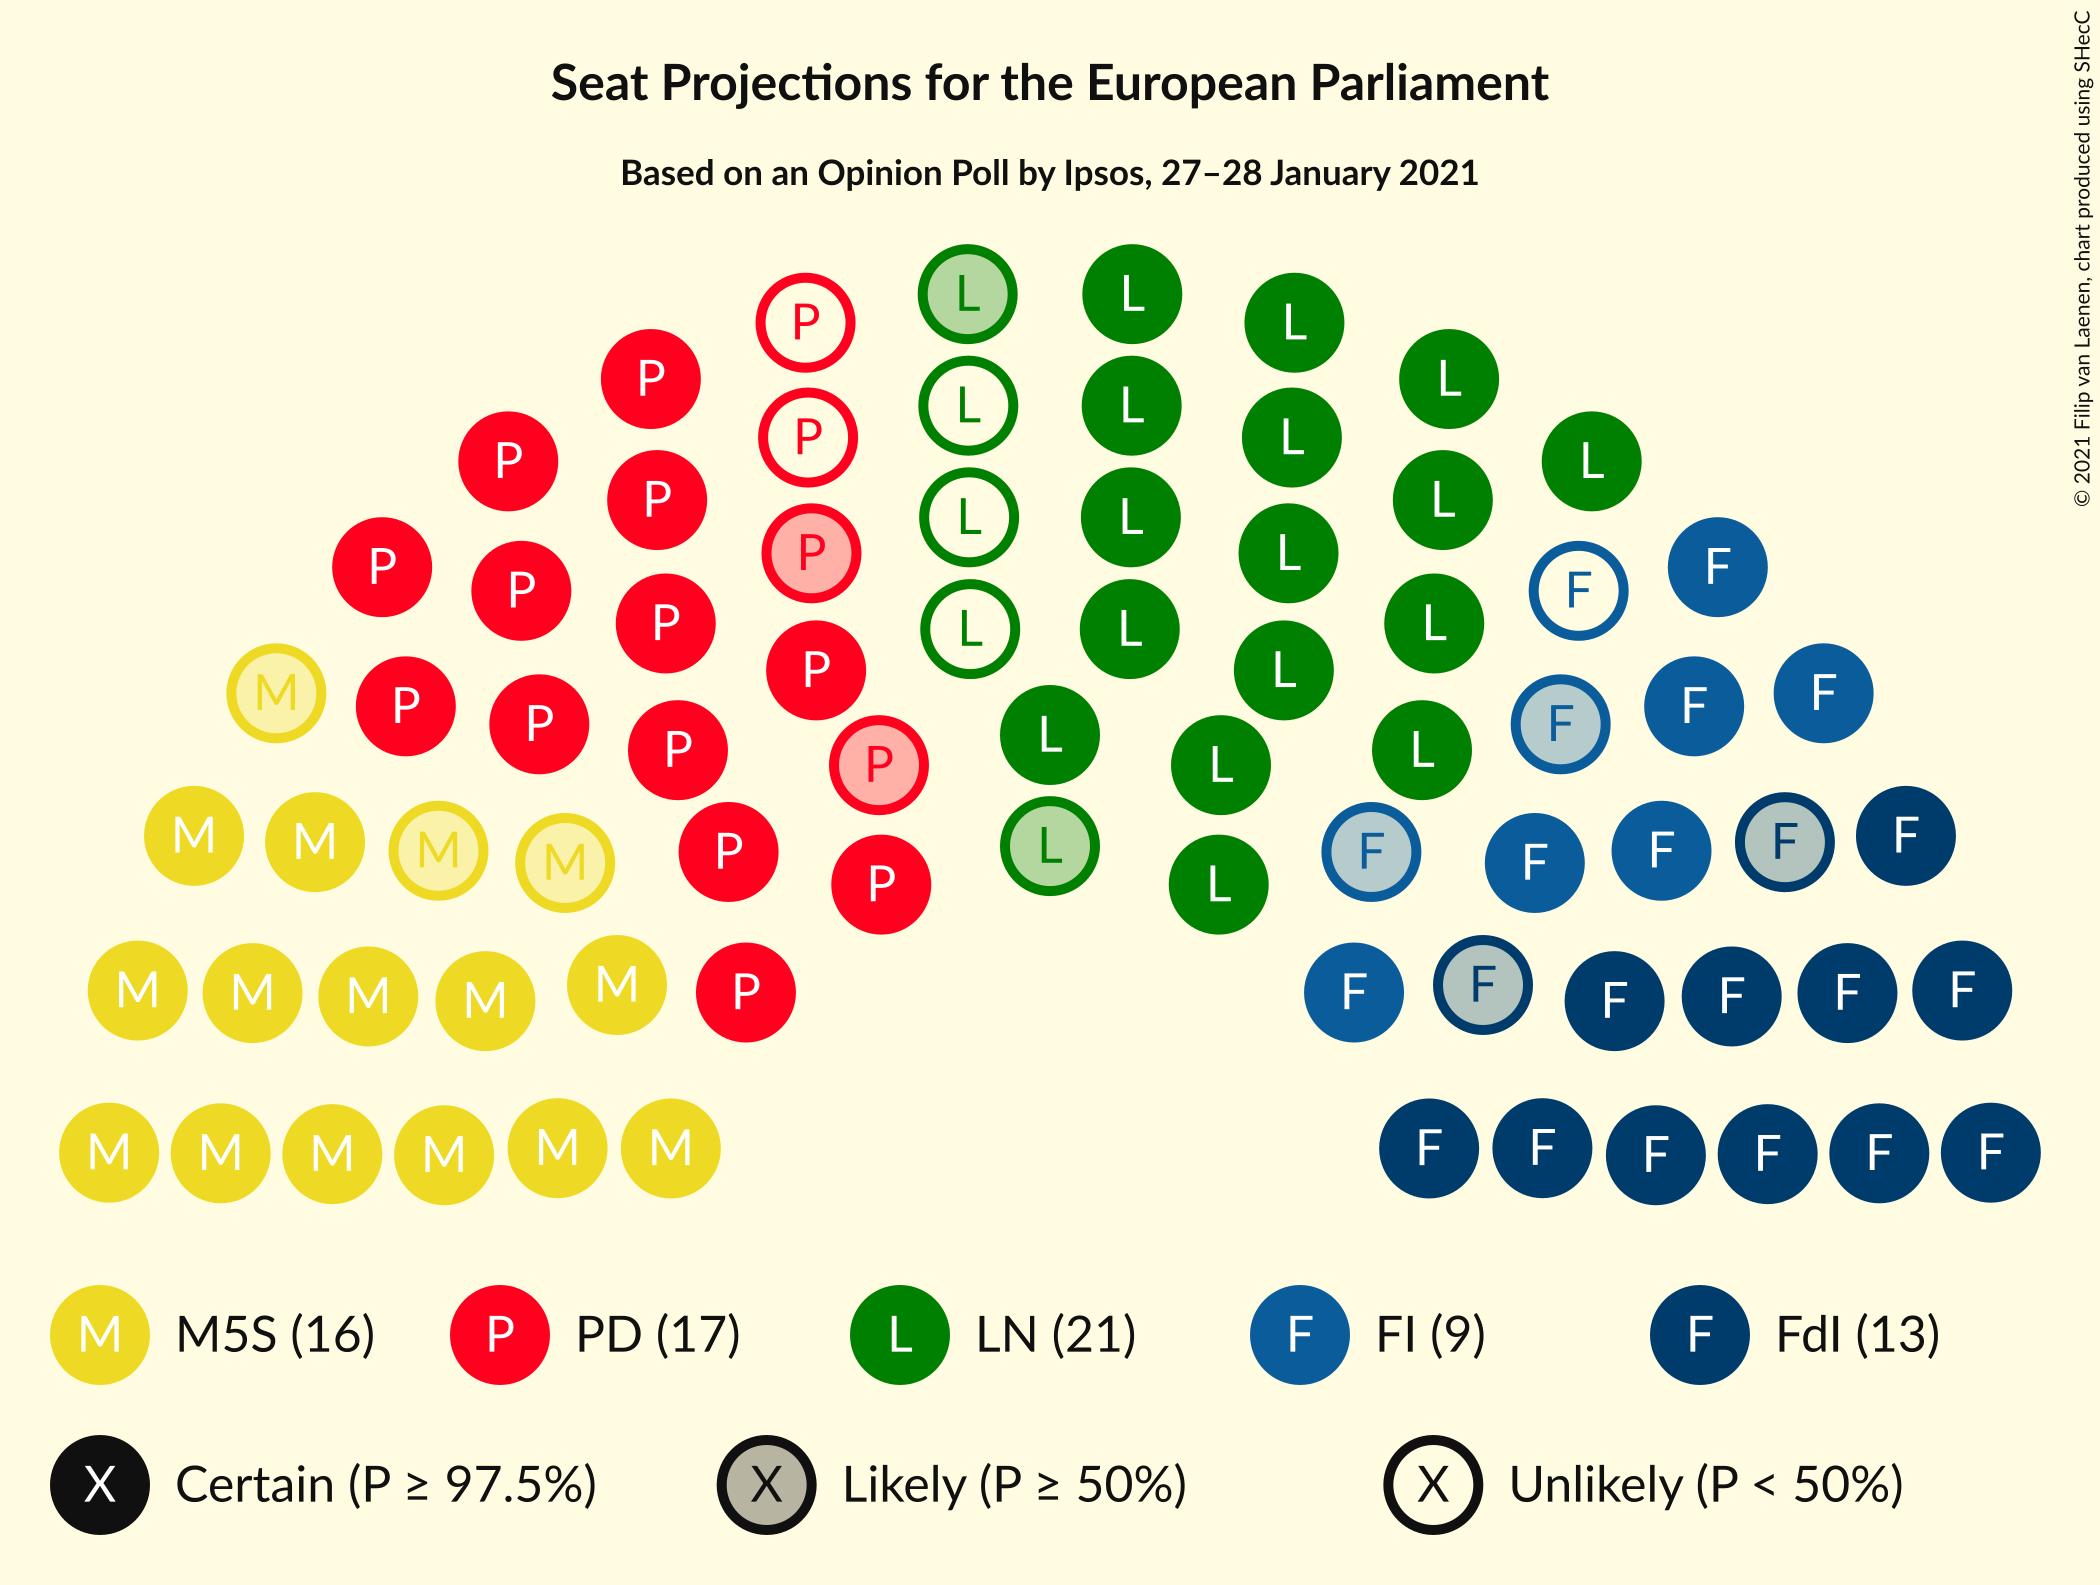 Seat Projections for the European Parliament
Based on an Opinion Poll by Ipsos, 27–28 January 2021
© 2021 Filip van Laenen, chart produced using SHecC
L L
P L
P L
P L L
P L
P L
P L
P L L
P L
P P L L
P F F
P L L
P L
P L
M F
P L
P F
P F
P L
P L
L
M F
M F
M P L F F F
M F
P L
M F
M M P F F F
M M F F
M M M M F F F F
M M M M M M F F F F F F
M M5S (16) P PD (17) L LN (21) F FI (9) F FdI (13)
X Certain (P ≥ 97.5%) X Likely (P ≥ 50%) X Unlikely (P < 50%)